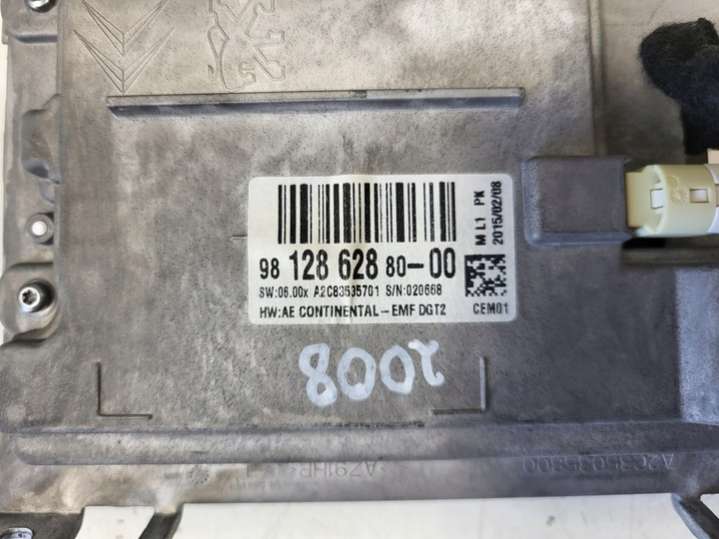 98 128 628 80-00
SW:06.00x A2C83535701 S/N:020668
HW:AE CONTINENTAL-EMF DGT2
M L1 PK
2015/02/08
CEM01
2008